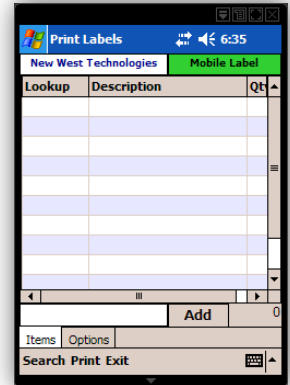 Print Labels 6:35
New West Technologies Mobile Label
Lookup Description Qt
Add 0
Items Options
Search Print Exit